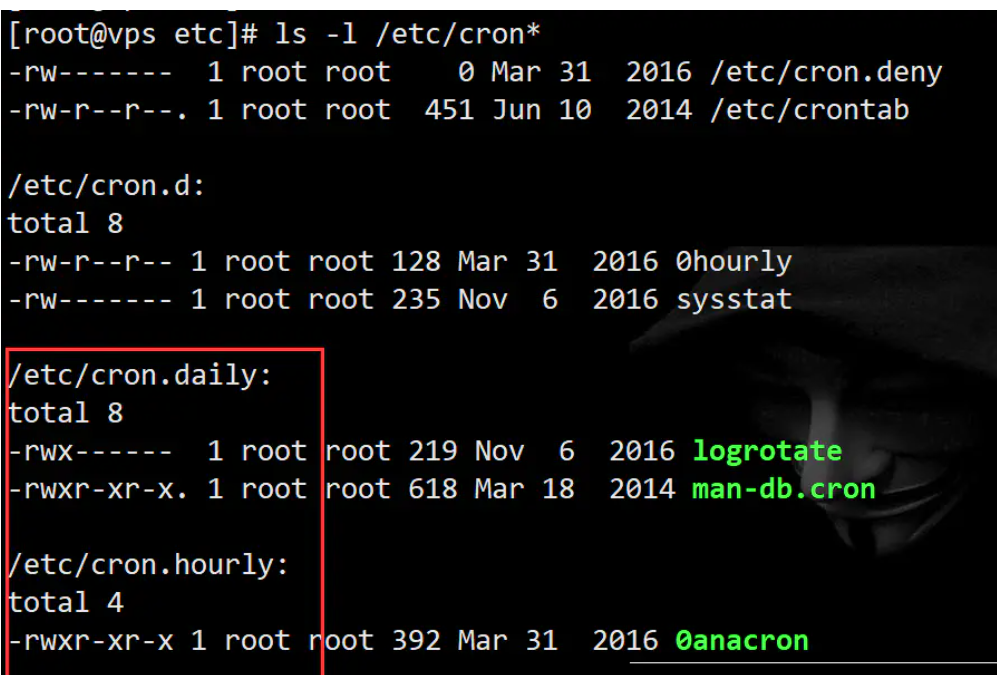 [root@vps etc]# ls -l /etc/cron*
-rw-------  1 root root    0 Mar 31  2016 /etc/cron.deny
-rw-r--r--. 1 root root  451 Jun 10  2014 /etc/crontab
/etc/cron.d:
total 8
-rw-r--r-- 1 root root 128 Mar 31  2016 0hourly
-rw------- 1 root root 235 Nov  6  2016 sysstat
/etc/cron.daily:
total 8
-rwx------  1 root root 219 Nov  6  2016 logrotate
-rwxr-xr-x. 1 root root 618 Mar 18  2014 man-db.cron
/etc/cron.hourly:
total 4
-rwxr-xr-x 1 root root 392 Mar 31  2016 0anacron